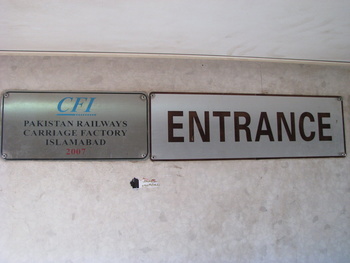 CFI
PAKISTAN RAILWAYS
CARRIAGE FACTORY
ISLAMABAD
2007
ENTRANCE